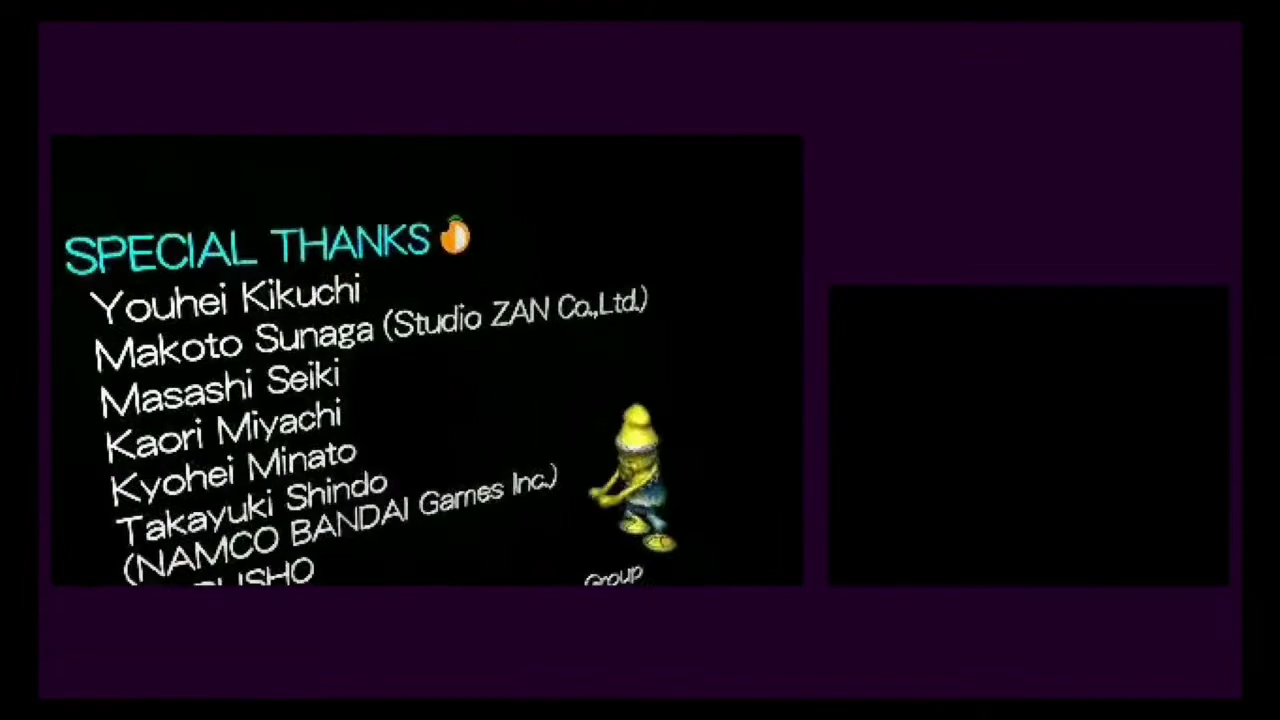 SPECIAL THANKS
Youhei Kikuchi
Makoto Sunaga (Studio ZAN Co.,Ltd.)
Masashi Seiki
Kaori Miyachi
Kyohei Minato
Takayuki Shindo
(NAMCO BANDAI Games Inc.)
Group